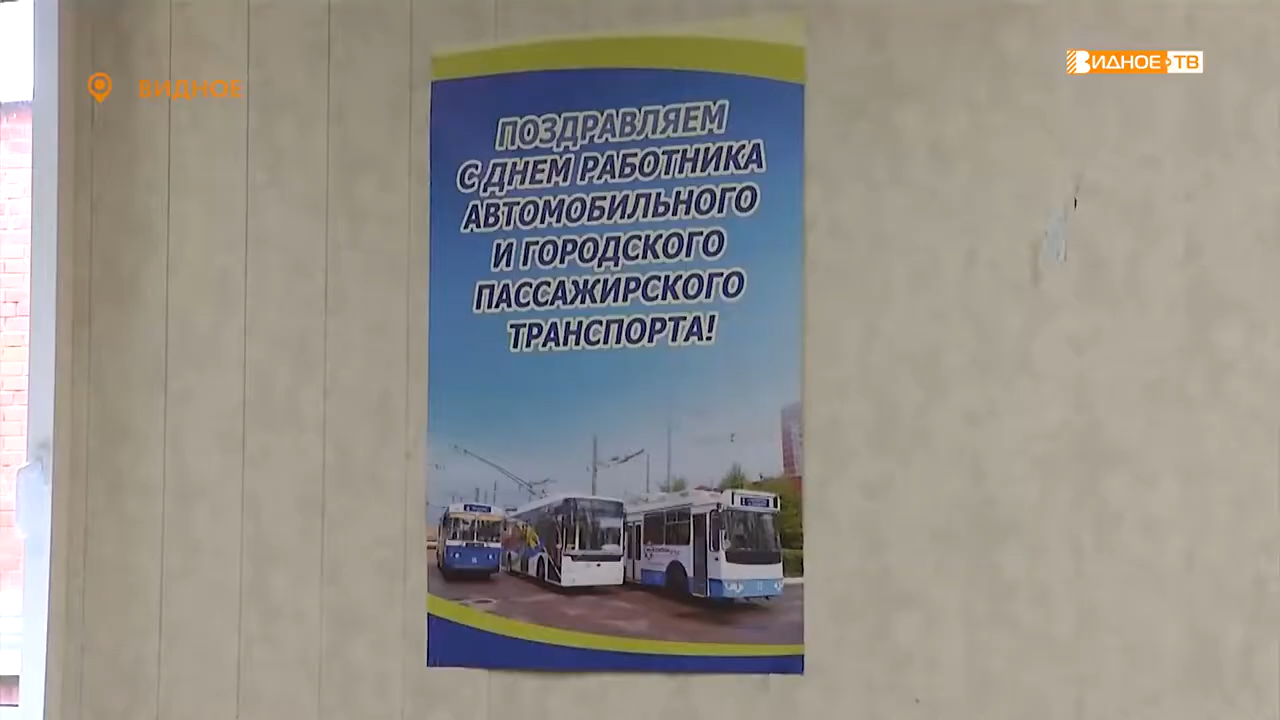 ВИДНОЕ
ВИДНОЕ ТВ
ПОЗДРАВЛЯЕМ
С ДНЕМ РАБОТНИКА
АВТОМОБИЛЬНОГО
И ГОРОДСКОГО
ПАССАЖИРСКОГО
ТРАНСПОРТА!